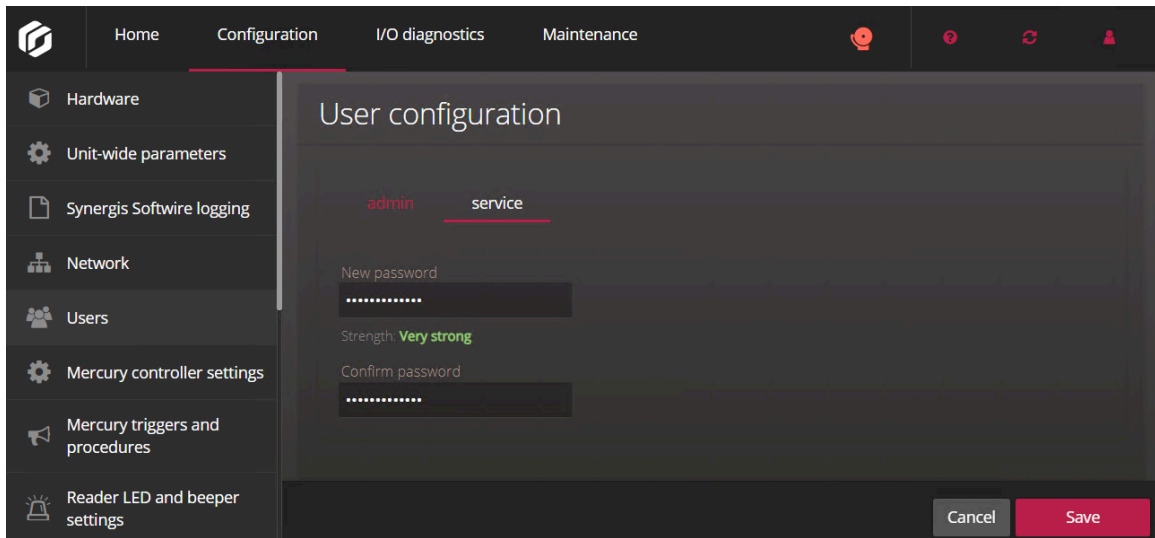 Home
Configuration
I/O diagnostics
Maintenance
Hardware
Unit-wide parameters
Synergis Softwire logging
Network
Users
Mercury controller settings
Mercury triggers and
procedures
Reader LED and beeper
settings
User configuration
admin
service
New password
•••••••••••••
Strength: Very strong
Confirm password
•••••••••••••
Cancel
Save